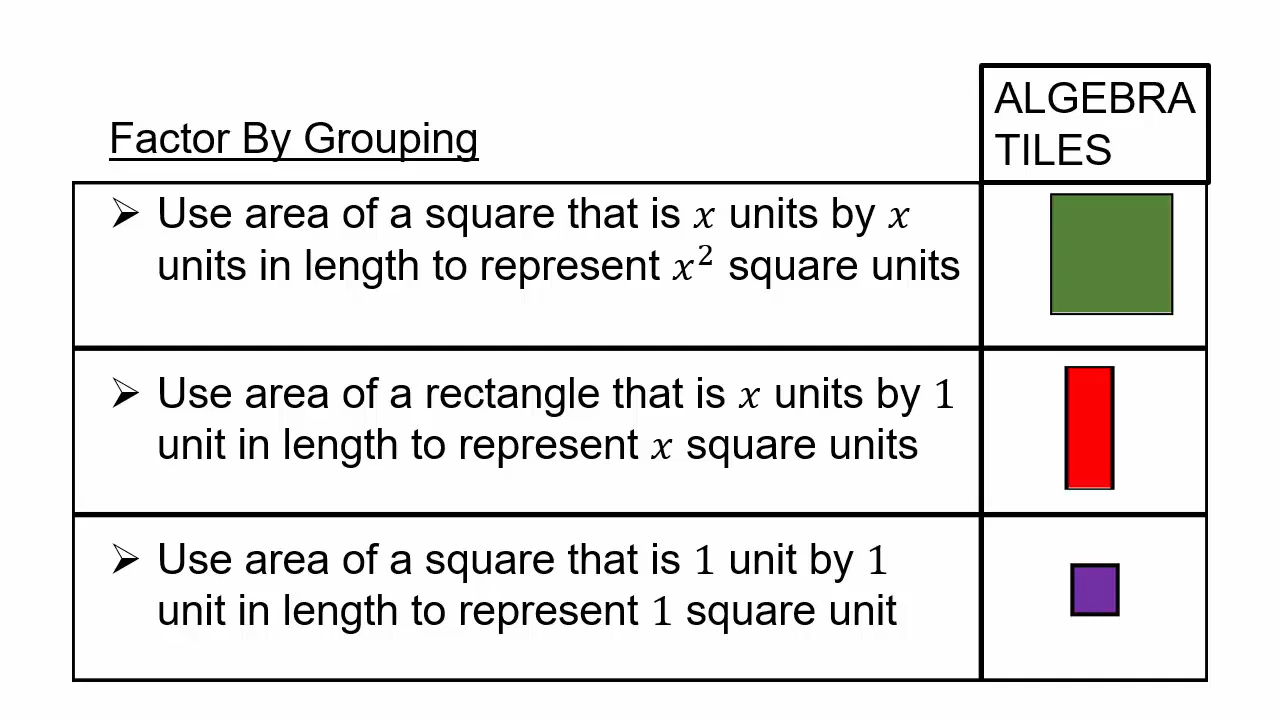 Factor By Grouping
ALGEBRA
TILES
➢ Use area of a square that is 𝑥 units by 𝑥
units in length to represent 𝑥² square units
➢ Use area of a rectangle that is 𝑥 units by 1
unit in length to represent 𝑥 square units
➢ Use area of a square that is 1 unit by 1
unit in length to represent 1 square unit